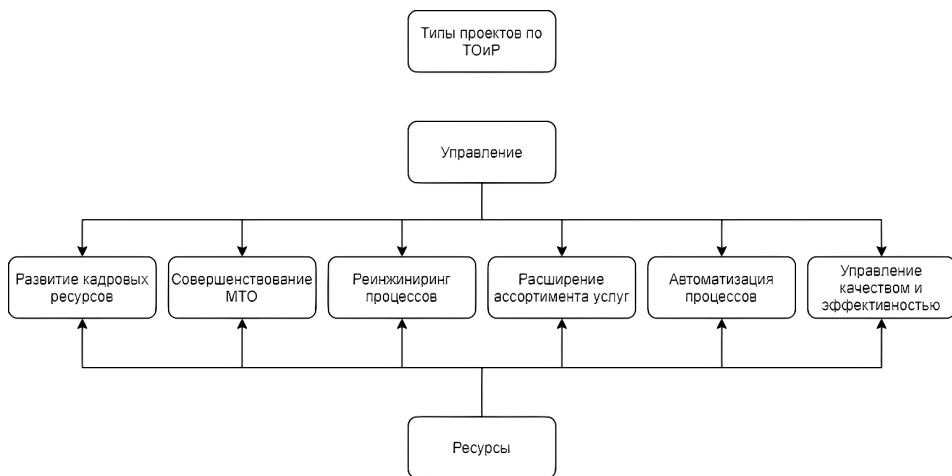 Типы проектов по
ТОиР
Управление
Развитие кадровых
ресурсов
Совершенствование
МТО
Реинжиниринг
процессов
Расширение
ассортимента услуг
Автоматизация
процессов
Управление
качеством и
эффективностью
Ресурсы